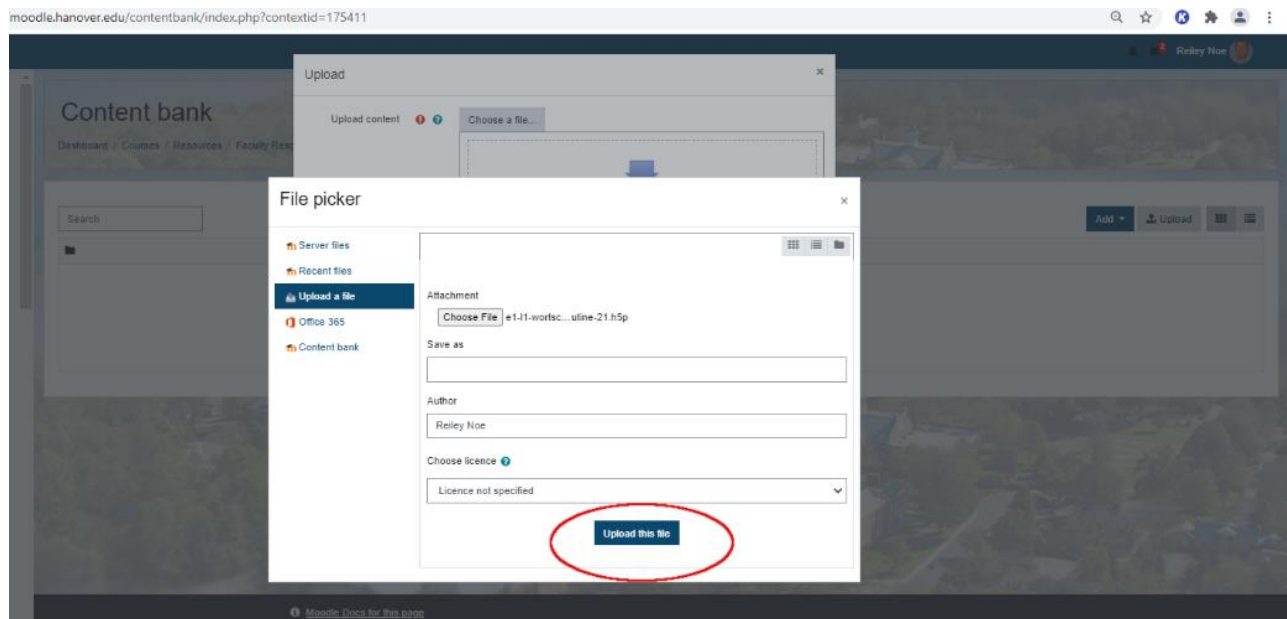 moodle.hanover.edu/contentbank/index.php?contextid=175411
2 Reiley Noe
Upload ×
Content bank
Upload content Choose a file...
Dashboard / Courses / Resources / Faculty
File picker ×
Search
Add Upload
Server files
Recent files
Upload a file
Office 365
Content bank
Attachment
Choose File e1-l1-worlsc...utine-21.h5p
Save as
Author
Reiley Noe
Choose licence
Licence not specified
Upload this file
Moodle Docs for this page